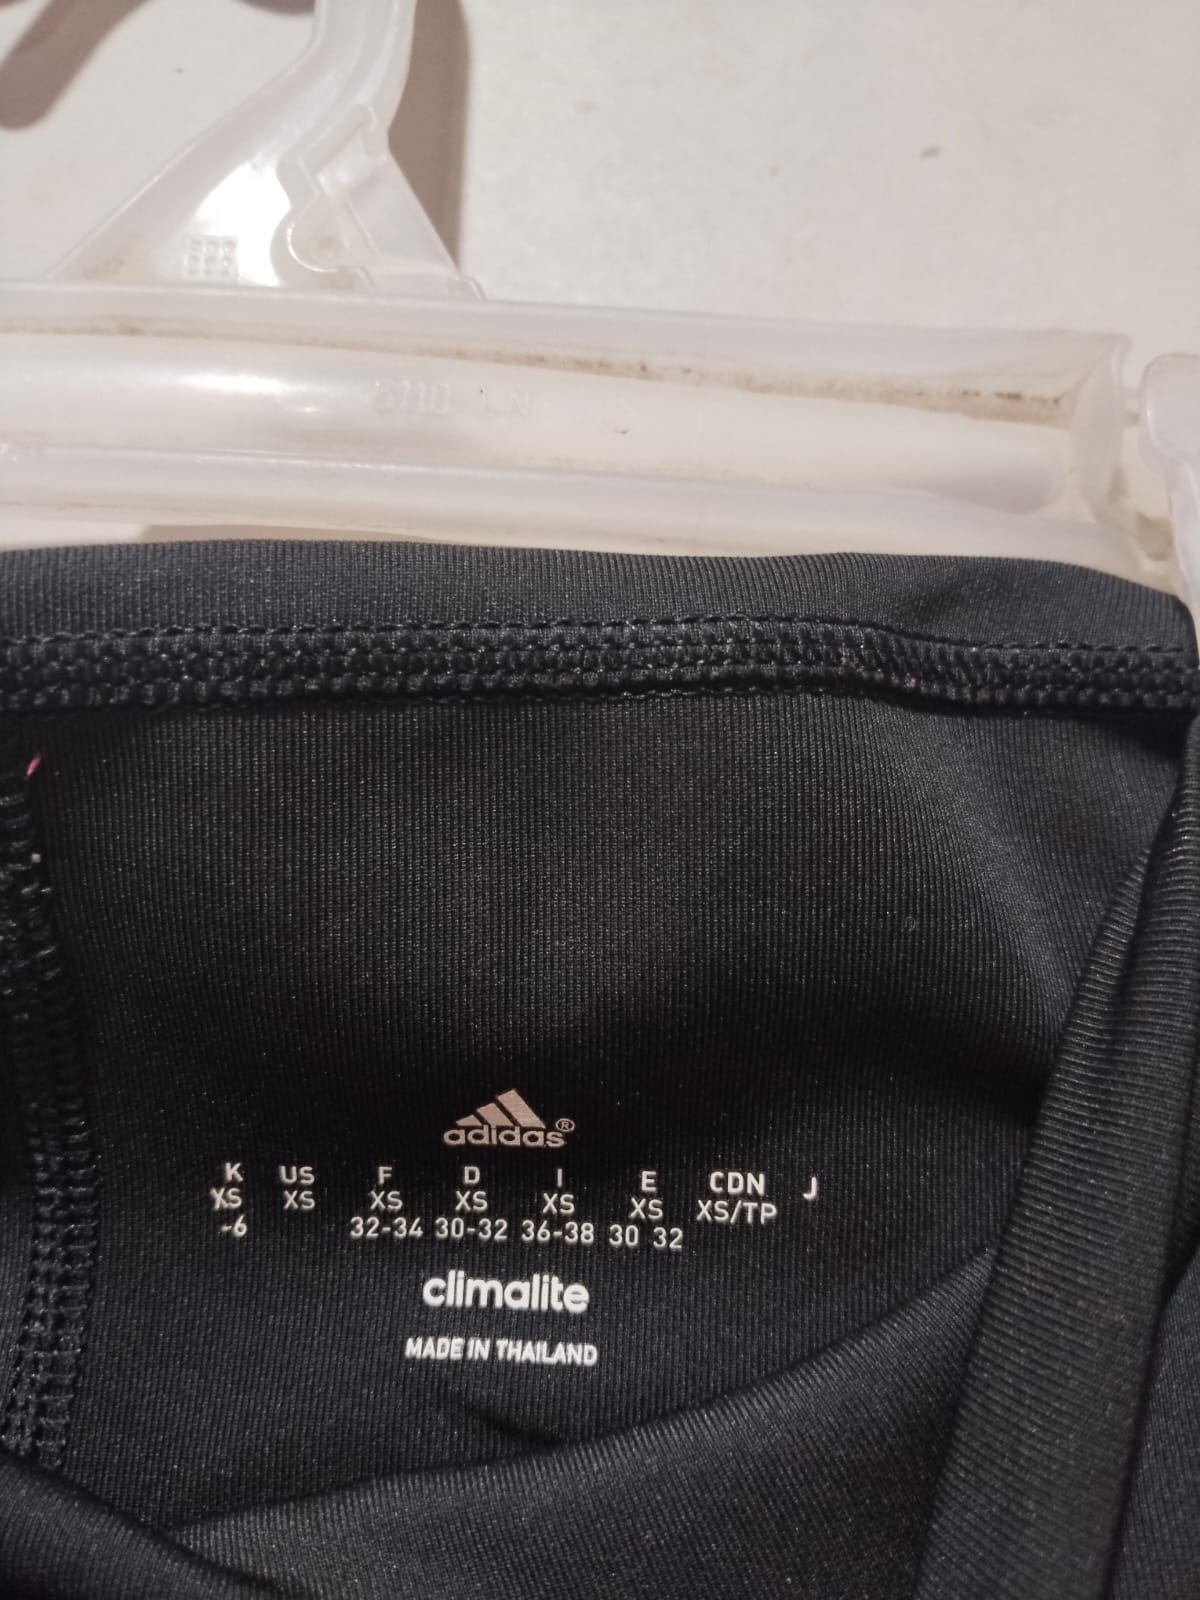 adidas®
K US F D I E CDN J
XS XS XS XS XS XS XS/TP
-6 32-34 30-32 36-38 30 32
climalite
MADE IN THAILAND